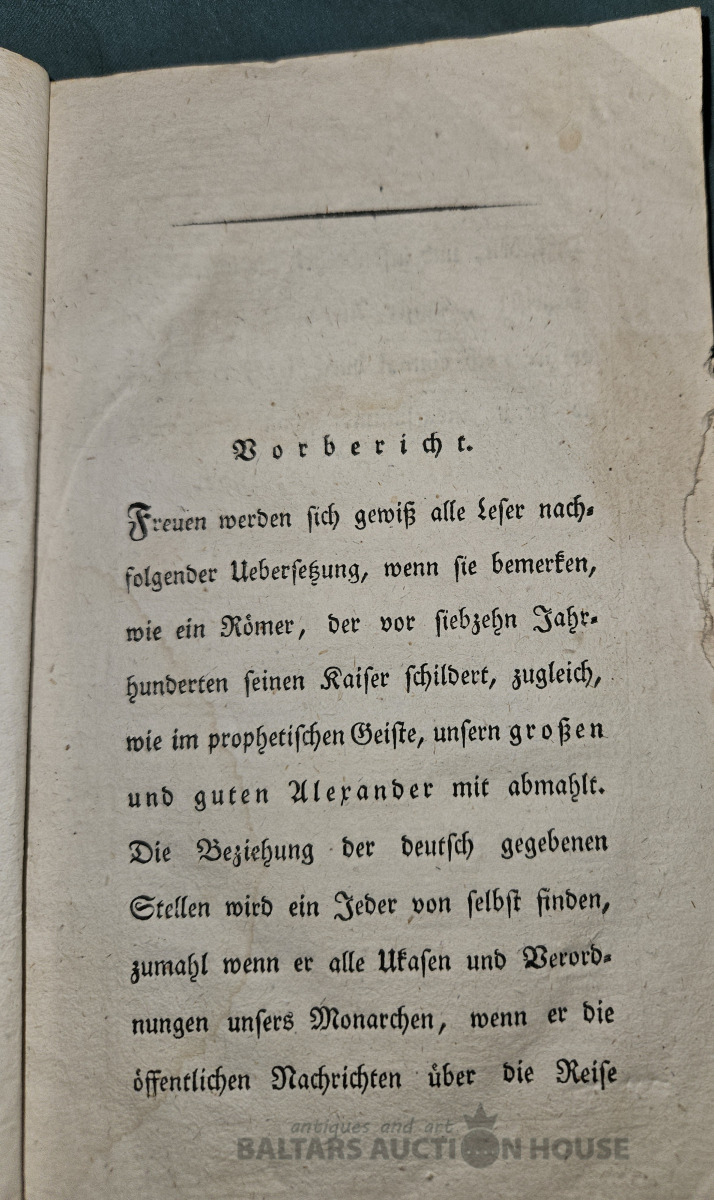 Vorbericht.
Freuen werden sich gewiß alle Leser nach-
folgender Uebersetzung, wenn sie bemerken,
wie ein Römer, der vor siebzehn Jahr-
hunderten seinen Kaiser schildert, zugleich,
wie im prophetischen Geiste, unsern großen
und guten Alexander mit abmahlt.
Die Beziehung der deutsch gegebenen
Stellen wird ein Jeder von selbst finden,
zumahl wenn er alle Ukasen und Verord-
nungen unsers Monarchen, wenn er die
öffentlichen Nachrichten über die Reise
antiques and art
BALTARS AUCTION HOUSE